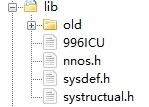 lib
old
996ICU
nnos.h
sysdef.h
systructual.h